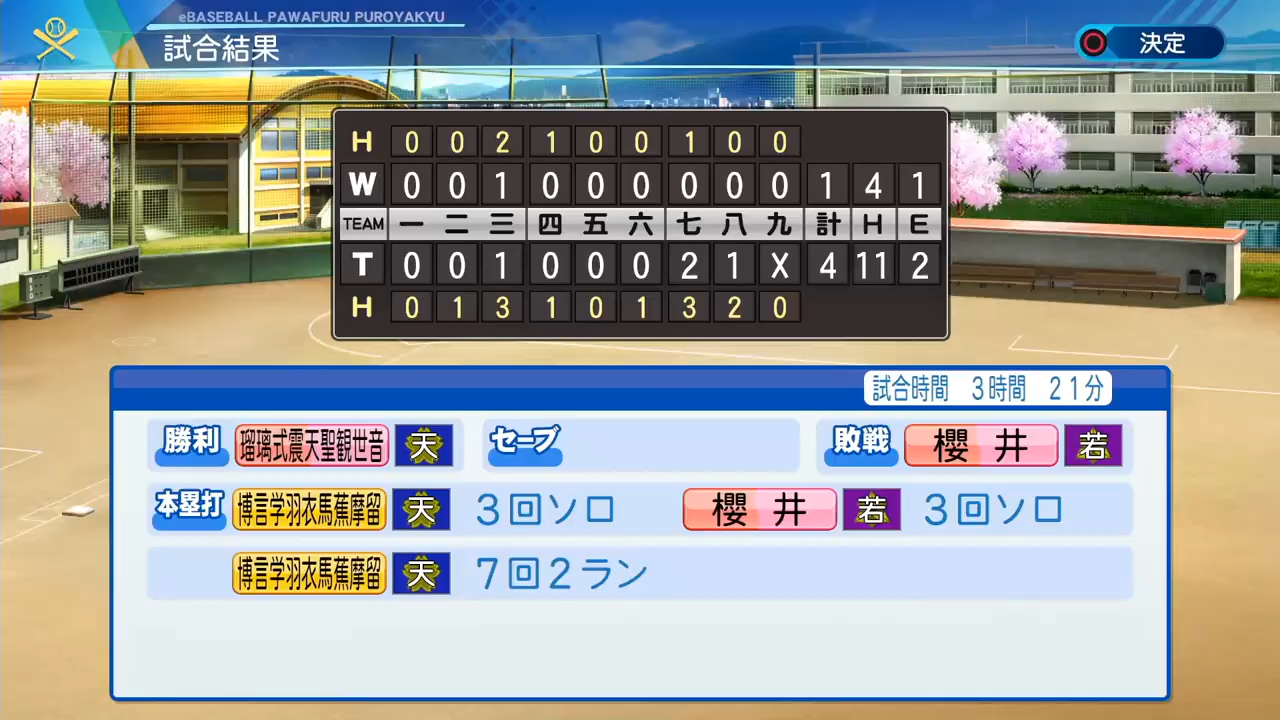 eBASEBALL PAWAFURU PUROYAKYU
試合結果
決定
H 0 0 2 1 0 0 1 0 0
W 0 0 1 0 0 0 0 0 0 1 4 1
TEAM 一 二 三 四 五 六 七 八 九 計 H E
T 0 0 1 0 0 0 2 1 X 4 11 2
H 0 1 3 1 0 1 3 2 0
試合時間 3時間 21分
勝利 瑠璃式震天聖観世音 天 セーブ 敗戦 櫻井 若
本塁打 博言学羽衣馬蕉摩留 天 3回ソロ 櫻井 若 3回ソロ
博言学羽衣馬蕉摩留 天 7回2ラン